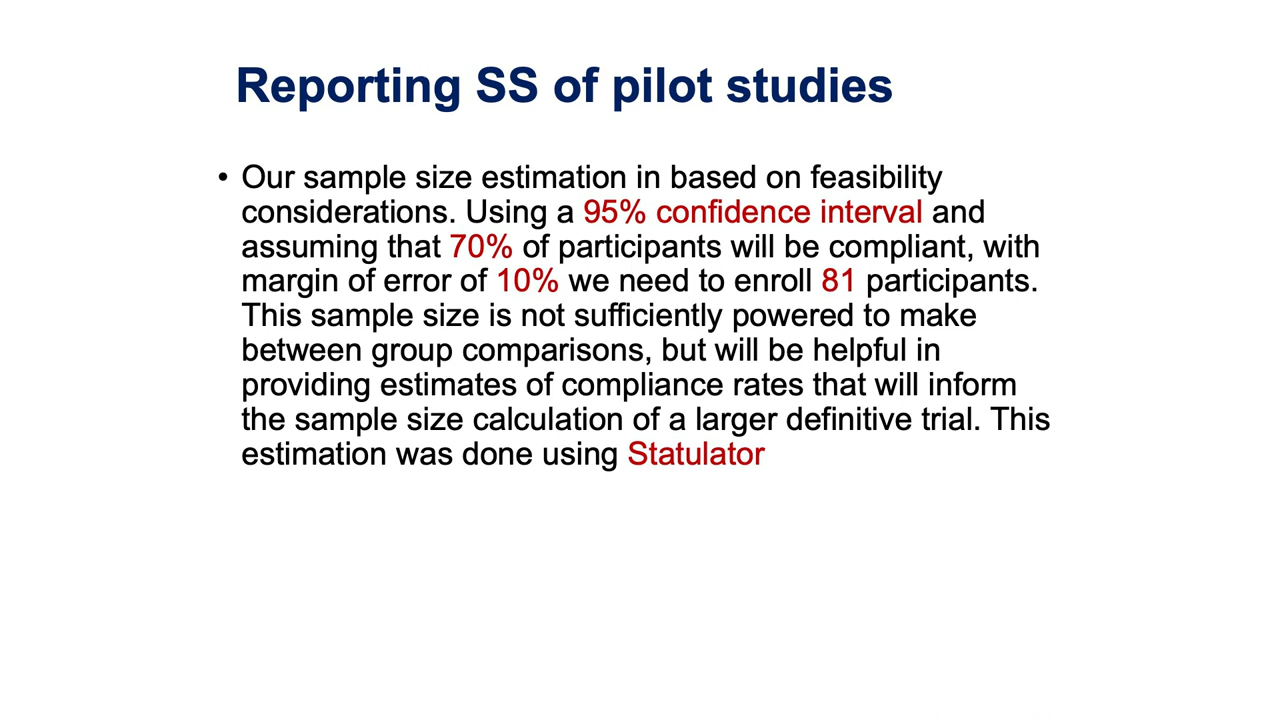 Reporting SS of pilot studies
• Our sample size estimation in based on feasibility
considerations. Using a 95% confidence interval and
assuming that 70% of participants will be compliant, with
margin of error of 10% we need to enroll 81 participants.
This sample size is not sufficiently powered to make
between group comparisons, but will be helpful in
providing estimates of compliance rates that will inform
the sample size calculation of a larger definitive trial. This
estimation was done using Statulator